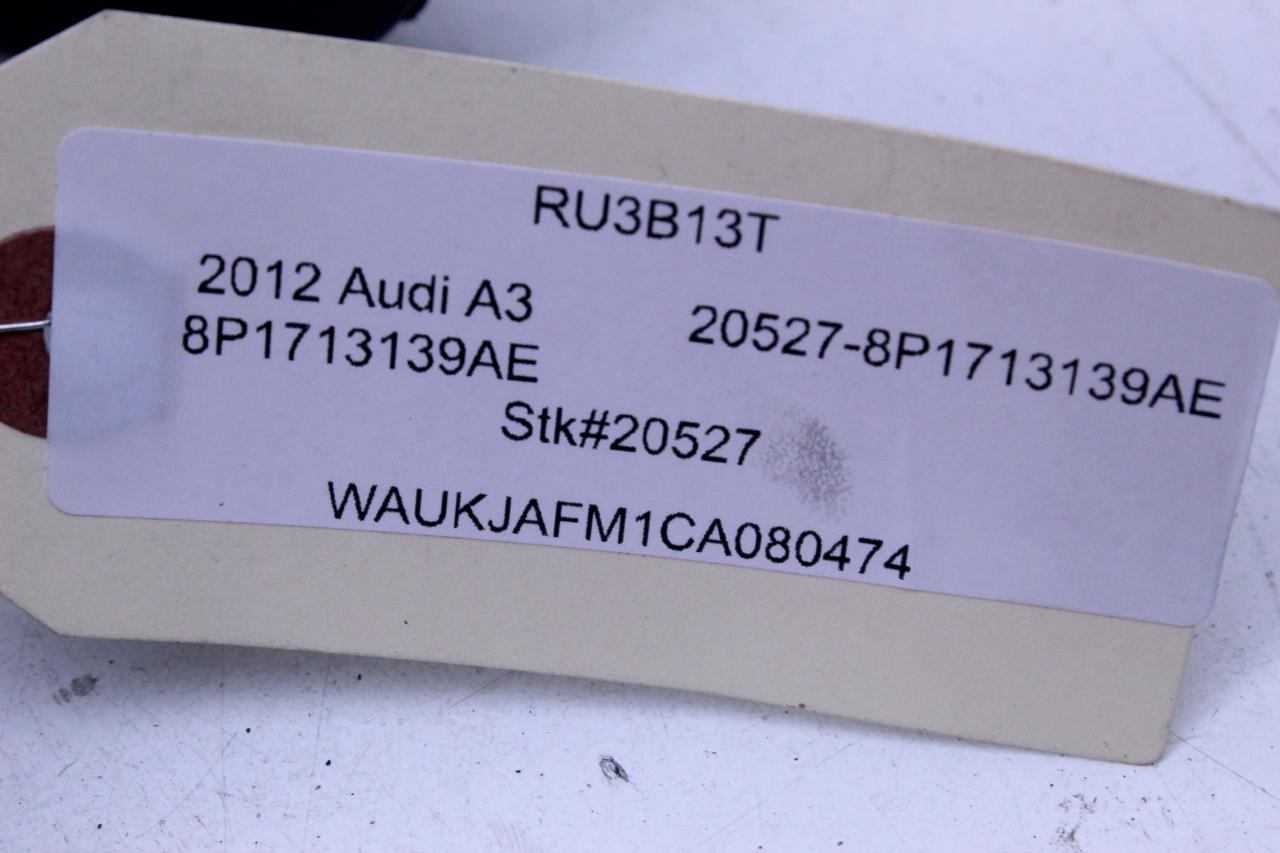 RU3B13T
2012 Audi A3
8P1713139AE
20527-8P1713139AE
Stk#20527
WAUKJAFM1CA080474